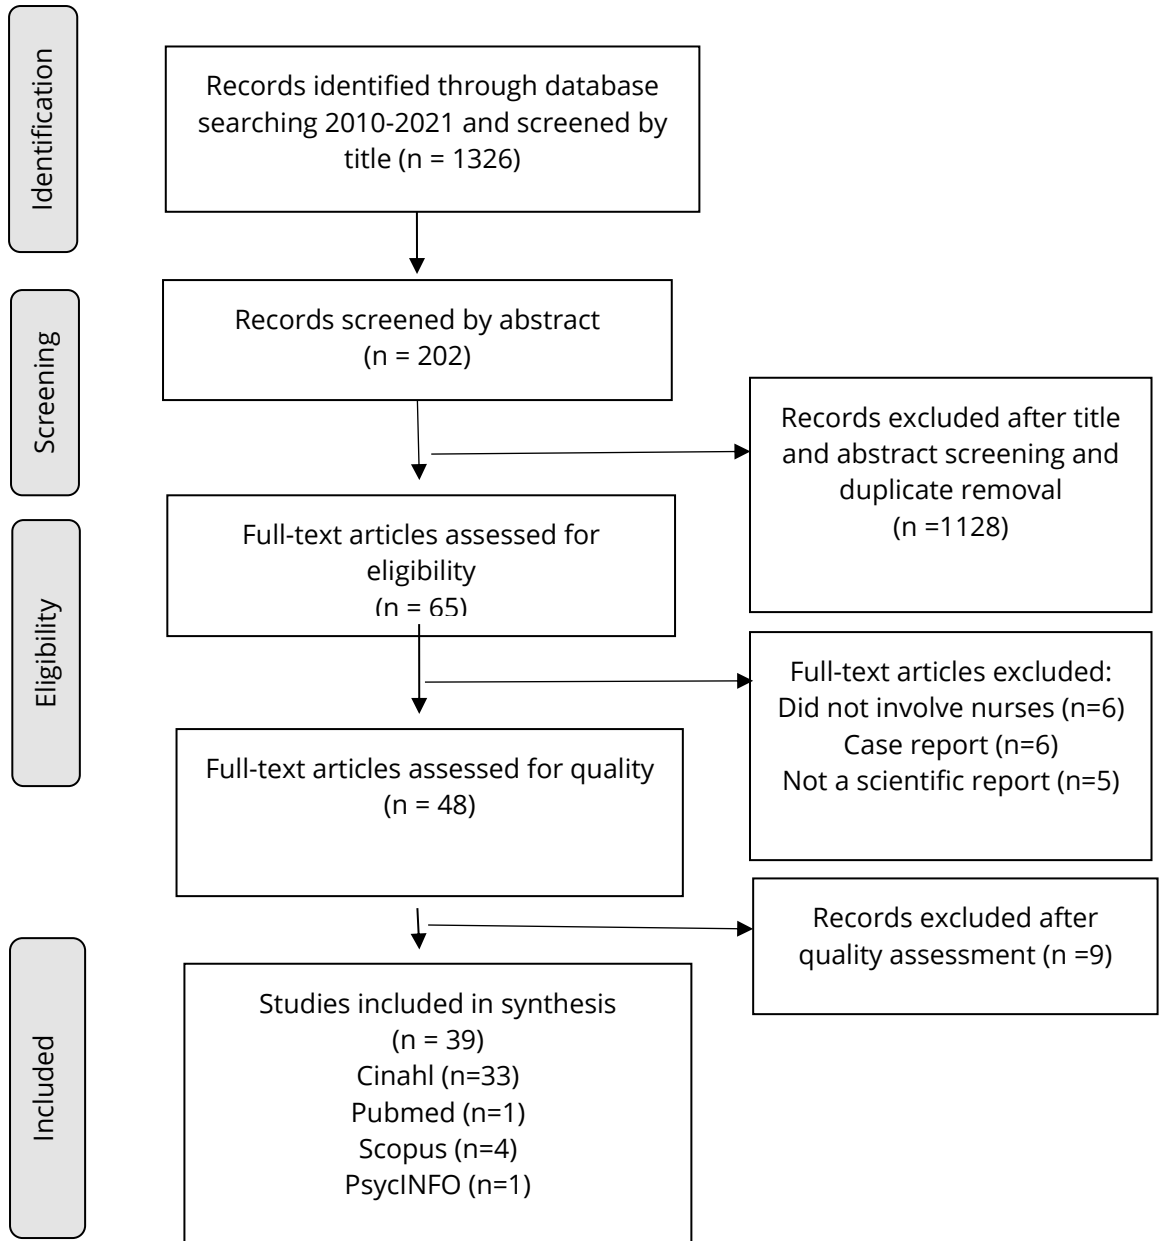 Identification
Records identified through database
searching 2010-2021 and screened by
title (n = 1326)
Screening
Records screened by abstract
(n = 202)
Records excluded after title
and abstract screening and
duplicate removal
(n =1128)
Eligibility
Full-text articles assessed for
eligibility
(n = 65)
Full-text articles excluded:
Did not involve nurses (n=6)
Case report (n=6)
Not a scientific report (n=5)
Full-text articles assessed for quality
(n = 48)
Records excluded after
quality assessment (n =9)
Included
Studies included in synthesis
(n = 39)
Cinahl (n=33)
Pubmed (n=1)
Scopus (n=4)
PsycINFO (n=1)